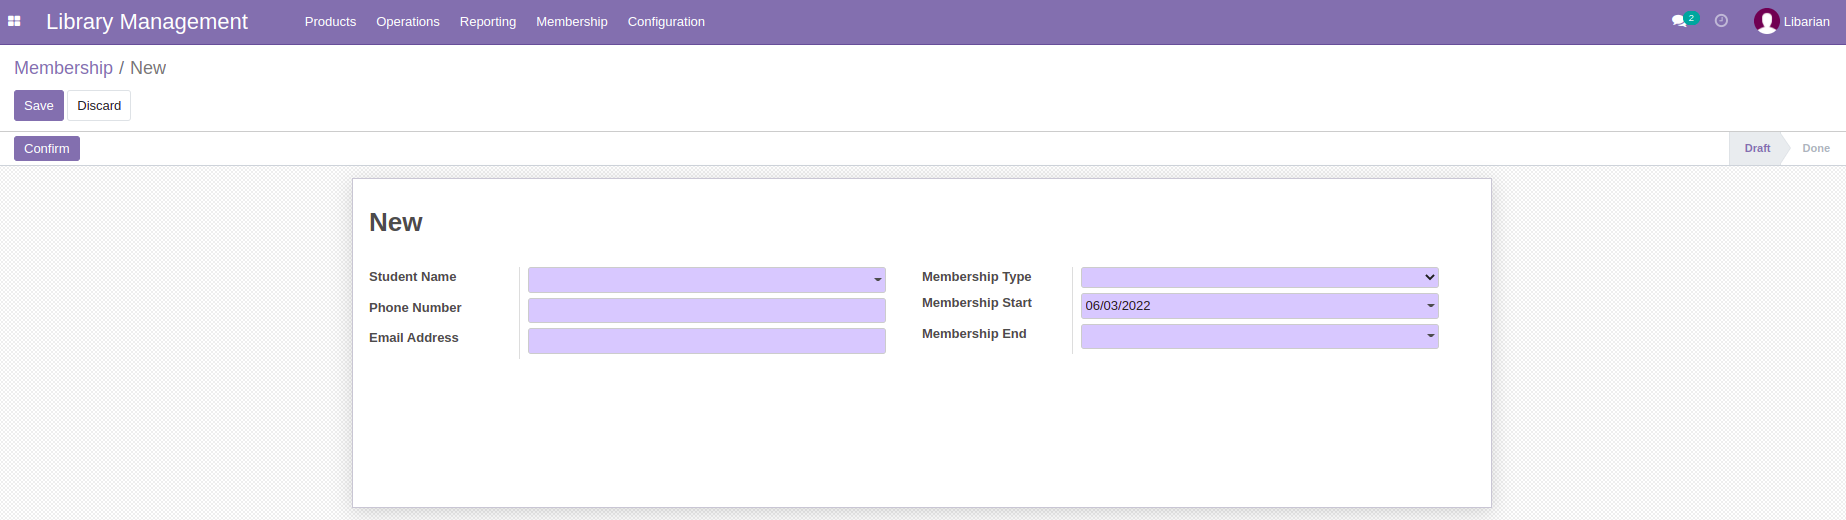 Library Management Products Operations Reporting Membership Configuration 2 Libarian
Membership / New
Save Discard
Confirm Draft Done
New
Student Name
Phone Number
Email Address
Membership Type
Membership Start 06/03/2022
Membership End